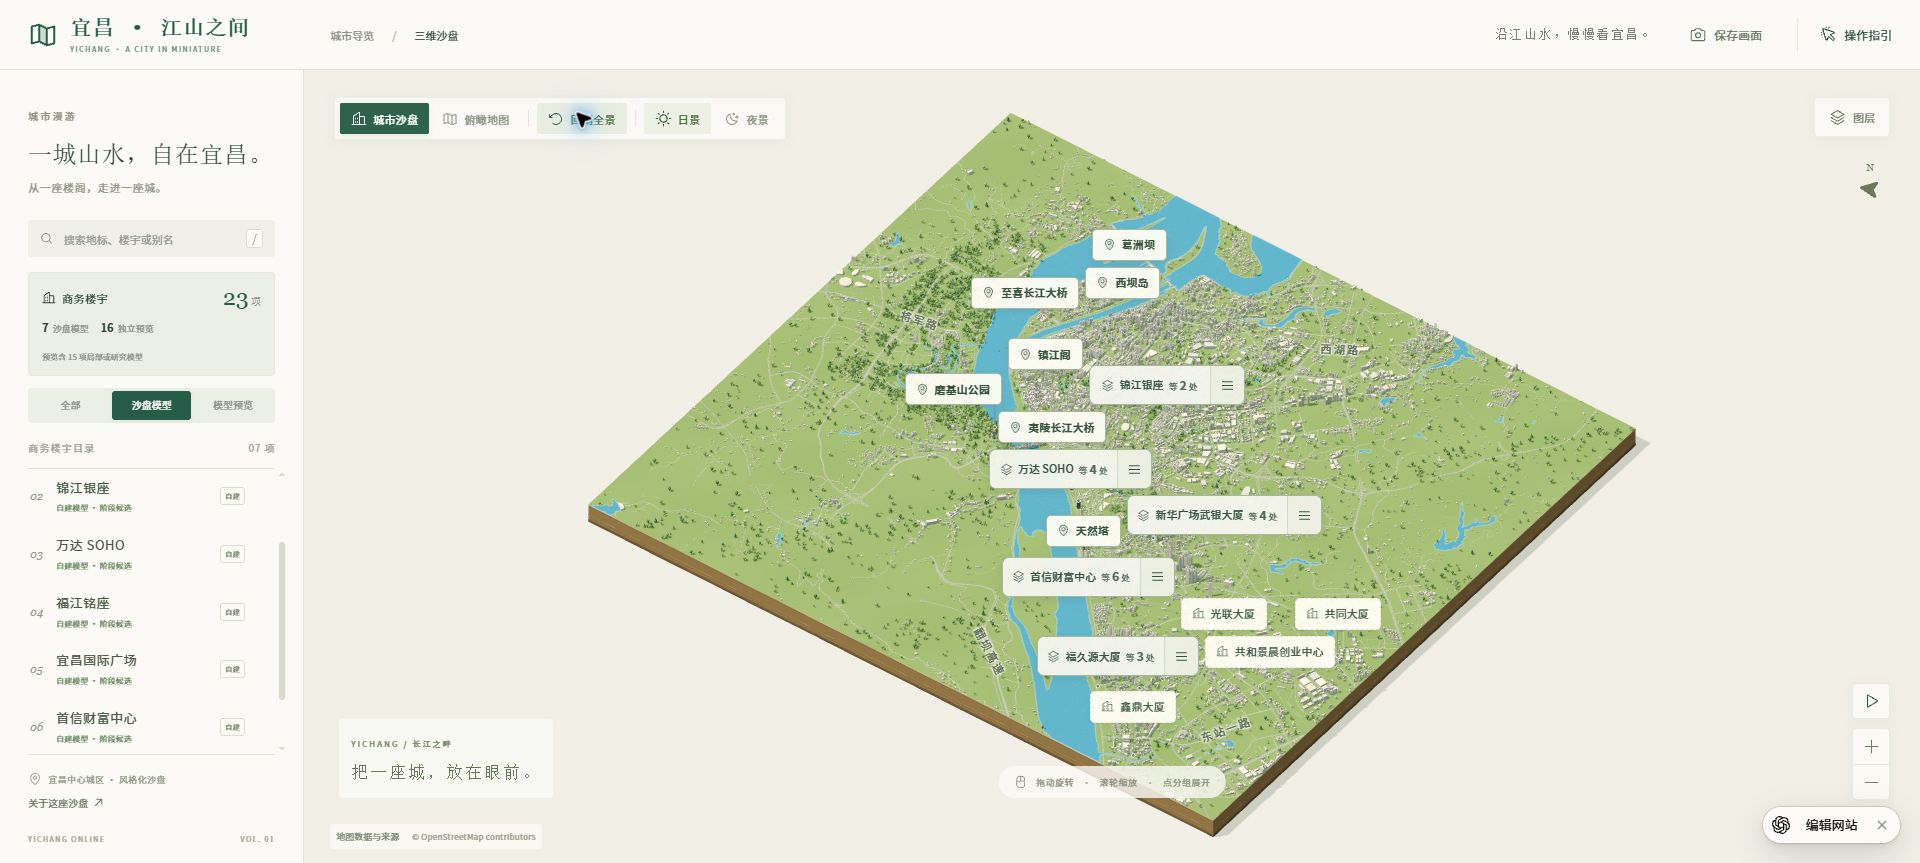 宜昌 • 江山之间
YICHANG • A CITY IN MINIATURE
城市导览 / 三维沙盘
沿江山水，慢慢看宜昌。
保存画面
操作指引
城市漫游
一城山水，自在宜昌。
从一座楼阁，走进一座城。
搜索地标、楼宇或别名
/
商务楼宇
23 项
7 沙盘模型 16 独立预览
预览含 15 项局部或研究模型
全部
沙盘模型
模型预览
商务楼宇目录
07 项
02 锦江银座 自建
自建模型 • 阶段候选
03 万达 SOHO 自建
自建模型 • 阶段候选
04 福江铭座 自建
自建模型 • 阶段候选
05 宜昌国际广场 自建
自建模型 • 阶段候选
06 首信财富中心 自建
自建模型 • 阶段候选
宜昌中心城区 • 风格化沙盘
关于这座沙盘
YICHANG ONLINE
VOL. 01
城市沙盘
俯瞰地图
全景
日景
夜景
图层
N
葛洲坝
西坝岛
至喜长江大桥
将军路
镇江阁
西湖路
锦江银座 等 2 处
磨基山公园
夷陵长江大桥
万达 SOHO 等 4 处
新华广场武银大厦 等 4 处
天然塔
首信财富中心 等 6 处
光联大厦
共同大厦
翻坝高速
福久源大厦 等 3 处
共和景晨创业中心
鑫鼎大厦
东站一路
YICHANG / 长江之畔
把一座城，放在眼前。
拖动旋转 • 滚轮缩放 • 点分组展开
地图数据与来源
© OpenStreetMap contributors
编辑网站